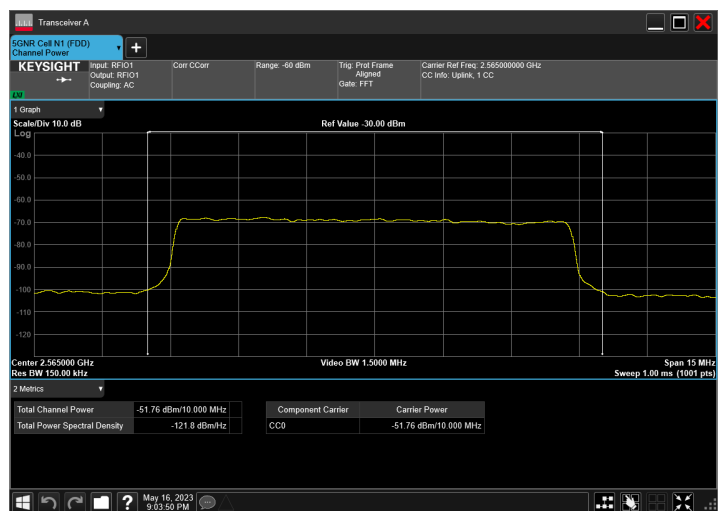 Transceiver A
5GNR Cell N1 (FDD)
Channel Power
KEYSIGHT
Input: RFIO1
Output: RFIO1
Coupling: AC
Corr CCorr
Range: -60 dBm
Trig: Prot Frame
Aligned
Gate: FFT
Carrier Ref Freq: 2.565000000 GHz
CC Info: Uplink, 1 CC
LXI
1 Graph
Scale/Div 10.0 dB
Ref Value -30.00 dBm
Log
-40.0
-50.0
-60.0
-70.0
-80.0
-90.0
-100
-110
-120
Center 2.565000 GHz
Video BW 1.5000 MHz
Span 15 MHz
Res BW 150.00 kHz
Sweep 1.00 ms (1001 pts)
2 Metrics
Total Channel Power -51.76 dBm/10.000 MHz
Total Power Spectral Density -121.8 dBm/Hz
Component Carrier Carrier Power
CC0 -51.76 dBm/10.000 MHz
?
May 16, 2023
9:03:50 PM